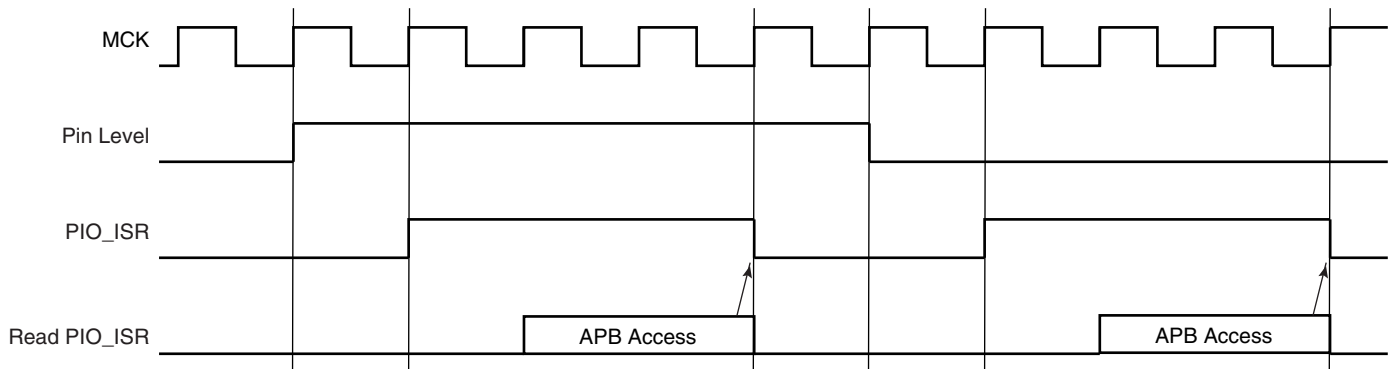 MCK
Pin Level
PIO_ISR
Read PIO_ISR
APB Access
APB Access